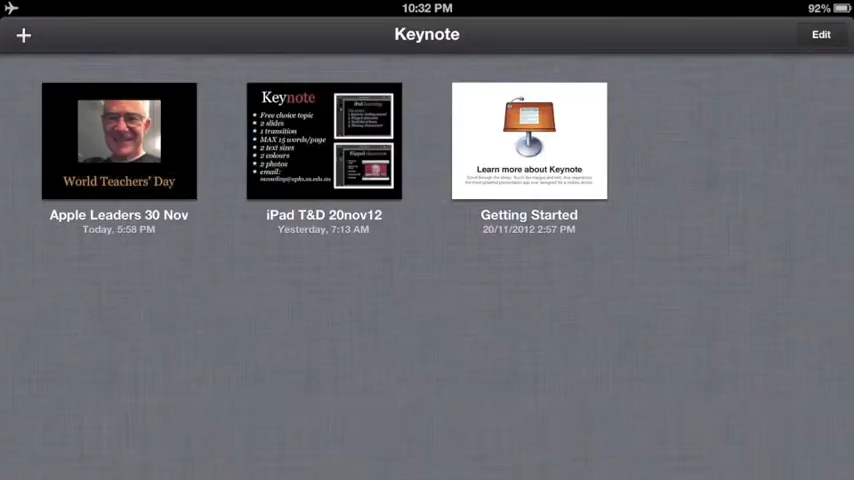 10:32 PM
92%
Keynote
Edit
World Teachers' Day
Keynote
Free choice topic
2 slides
1 transition
MAX 15 words/page
2 text sizes
2 colours
2 photos
email:
Learn more about Keynote
Apple Leaders 30 Nov
Today, 5:58 PM
iPad T&D 20nov12
Yesterday, 7:13 AM
Getting Started
20/11/2012 2:57 PM